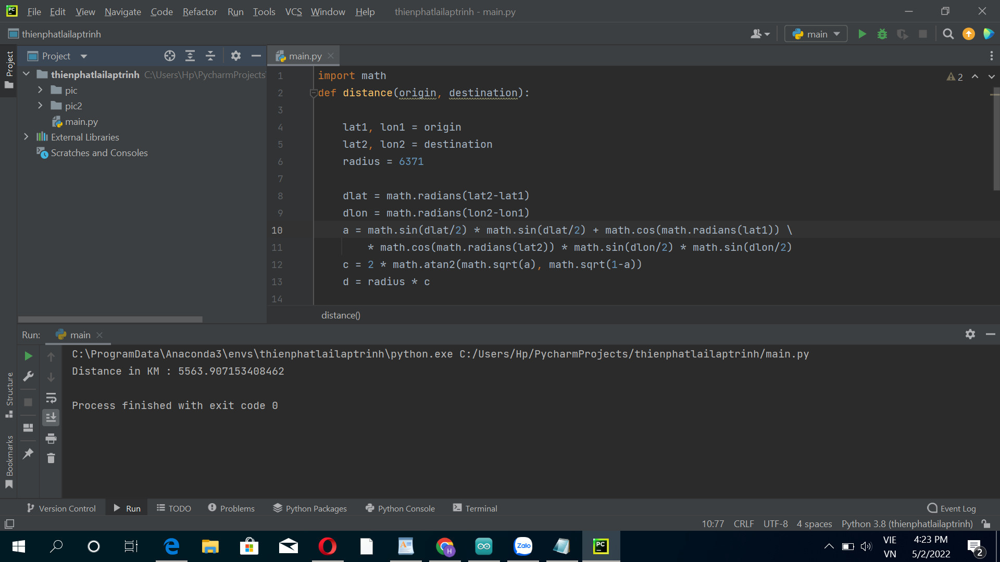 PC File Edit View Navigate Code Refactor Run Tools VCS Window Help thienphatlailaptrinh - main.py
thienphatlailaptrinh main
Project Project main.py
thienphatlailaptrinh C:\Users\Hp\PycharmProjects
pic
pic2
main.py
External Libraries
Scratches and Consoles
2
1 import math
2 def distance(origin, destination):
3
4 lat1, lon1 = origin
5 lat2, lon2 = destination
6 radius = 6371
7
8 dlat = math.radians(lat2-lat1)
9 dlon = math.radians(lon2-lon1)
10 a = math.sin(dlat/2) * math.sin(dlat/2) + math.cos(math.radians(lat1)) \
11 * math.cos(math.radians(lat2)) * math.sin(dlon/2) * math.sin(dlon/2)
12 c = 2 * math.atan2(math.sqrt(a), math.sqrt(1-a))
13 d = radius * c
14
distance()
Run: main
C:\ProgramData\Anaconda3\envs\thienphatlailaptrinh\python.exe C:/Users/Hp/PycharmProjects/thienphatlailaptrinh/main.py
Distance in KM : 5563.907153408462
Process finished with exit code 0
Structure
Bookmarks
Version Control Run TODO Problems Python Packages Python Console Terminal Event Log
10:77 CRLF UTF-8 4 spaces Python 3.8 (thienphatlailaptrinh)
A H Zalo PC
VIE
VN
4:23 PM
5/2/2022
2